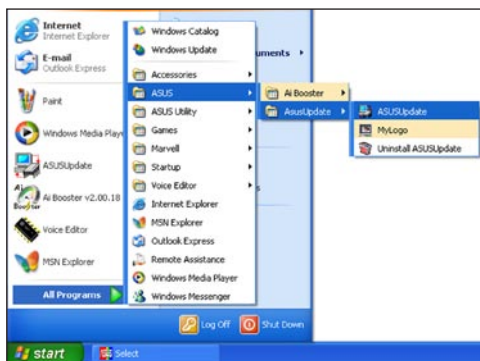 Internet
Internet Explorer
E-mail
Outlook Express
Paint
Windows Media Play
ASUSUpdate
Ai Booster v2.00.18
Voice Editor
MSN Explorer
All Programs
Windows Catalog
Windows Update
Accessories
ASUS
ASUS Utility
Games
Marvell
Startup
Voice Editor
Internet Explorer
MSN Explorer
Outlook Express
Remote Assistance
Windows Media Player
Windows Messenger
uments
s
Ai Booster
AsusUpdate
ASUSUpdate
MyLogo
Uninstall ASUSUpdate
Log Off
Shut Down
start
Select